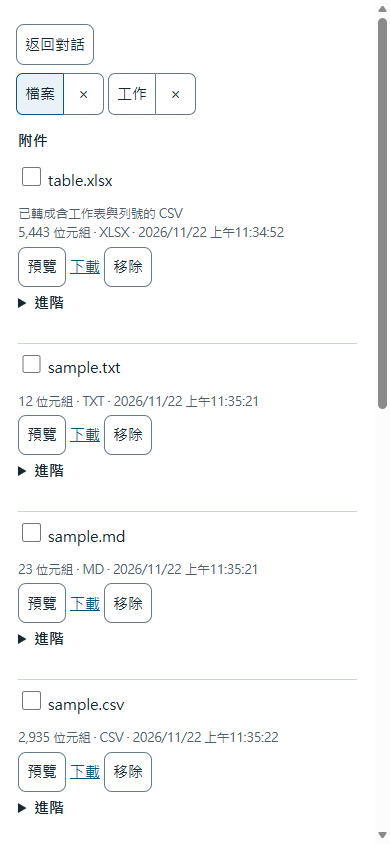 返回對話
檔案 × 工作 ×
附件
table.xlsx
已轉成含工作表與列號的 CSV
5,443 位元組 · XLSX · 2026/11/22 上午11:34:52
預覽 下載 移除
▶ 進階
sample.txt
12 位元組 · TXT · 2026/11/22 上午11:35:21
預覽 下載 移除
▶ 進階
sample.md
23 位元組 · MD · 2026/11/22 上午11:35:21
預覽 下載 移除
▶ 進階
sample.csv
2,935 位元組 · CSV · 2026/11/22 上午11:35:22
預覽 下載 移除
▶ 進階